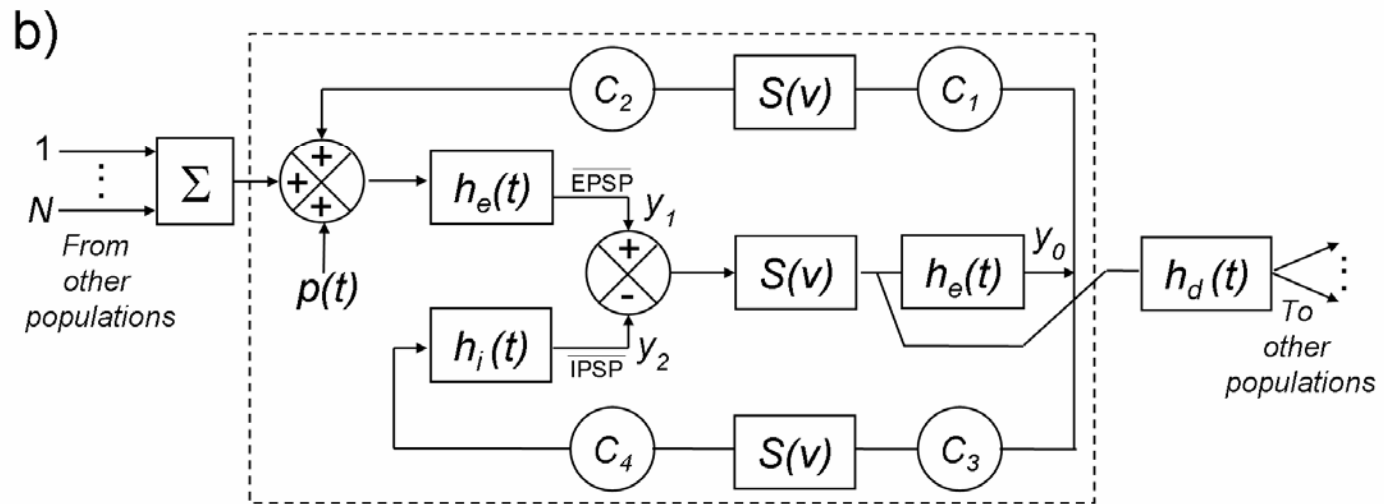 b)
C2
S(v)
C1
1
⋮
N
Σ
From
other
populations
+
+
+
p(t)
he(t)
EPSP
y1
+
-
S(v)
he(t)
y0
hd(t)
⋮
To
other
populations
hi(t)
IPSP
y2
C4
S(v)
C3